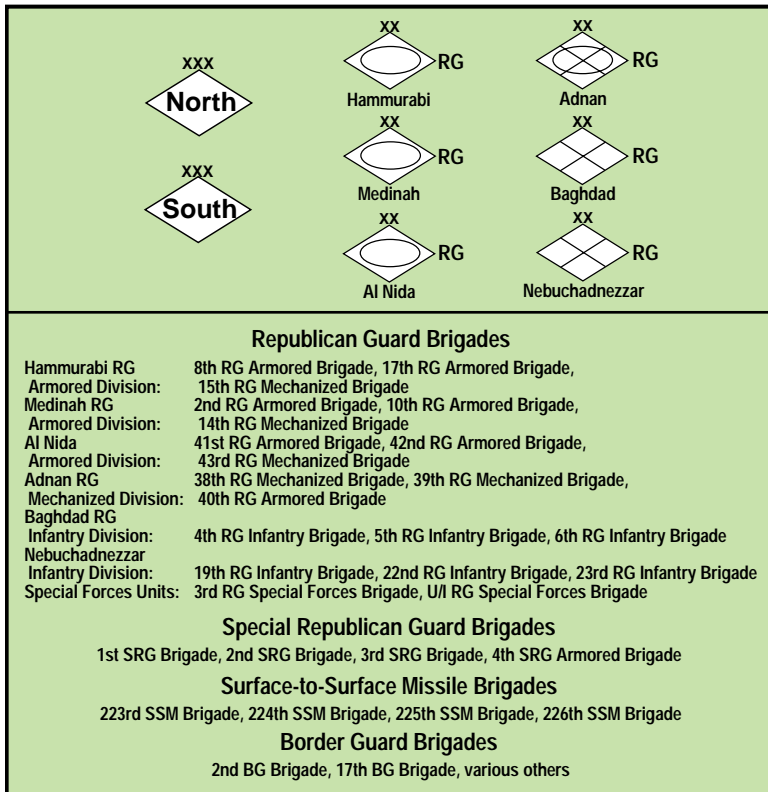 XXX
North
XXX
South
XX
RG
Hammurabi
XX
RG
Medinah
XX
RG
Al Nida
XX
RG
Adnan
XX
RG
Baghdad
XX
RG
Nebuchadnezzar
Republican Guard Brigades
Hammurabi RG 8th RG Armored Brigade, 17th RG Armored Brigade,
Armored Division: 15th RG Mechanized Brigade
Medinah RG 2nd RG Armored Brigade, 10th RG Armored Brigade,
Armored Division: 14th RG Mechanized Brigade
Al Nida 41st RG Armored Brigade, 42nd RG Armored Brigade,
Armored Division: 43rd RG Mechanized Brigade
Adnan RG 38th RG Mechanized Brigade, 39th RG Mechanized Brigade,
Mechanized Division: 40th RG Armored Brigade
Baghdad RG
Infantry Division: 4th RG Infantry Brigade, 5th RG Infantry Brigade, 6th RG Infantry Brigade
Nebuchadnezzar
Infantry Division: 19th RG Infantry Brigade, 22nd RG Infantry Brigade, 23rd RG Infantry Brigade
Special Forces Units: 3rd RG Special Forces Brigade, U/I RG Special Forces Brigade
Special Republican Guard Brigades
1st SRG Brigade, 2nd SRG Brigade, 3rd SRG Brigade, 4th SRG Armored Brigade
Surface-to-Surface Missile Brigades
223rd SSM Brigade, 224th SSM Brigade, 225th SSM Brigade, 226th SSM Brigade
Border Guard Brigades
2nd BG Brigade, 17th BG Brigade, various others